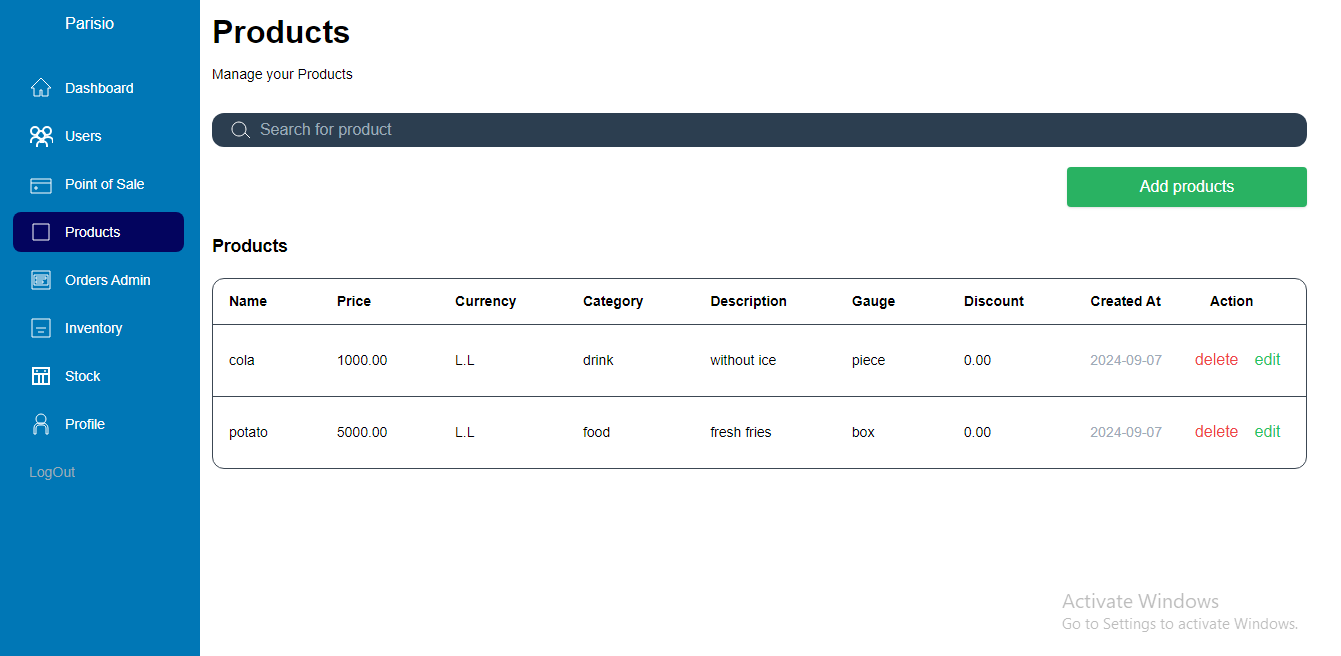 Parisio
Dashboard
Users
Point of Sale
Products
Orders Admin
Inventory
Stock
Profile
LogOut
Products
Manage your Products
Search for product
Add products
Products
Name Price Currency Category Description Gauge Discount Created At Action
cola 1000.00 L.L drink without ice piece 0.00 2024-09-07 delete edit
potato 5000.00 L.L food fresh fries box 0.00 2024-09-07 delete edit
Activate Windows
Go to Settings to activate Windows.